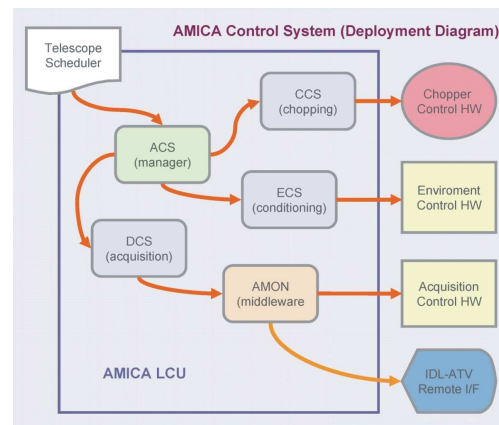 AMICA Control System (Deployment Diagram)
Telescope
Scheduler
CCS
(chopping)
Chopper
Control HW
ACS
(manager)
ECS
(conditioning)
Enviroment
Control HW
DCS
(acquisition)
AMON
(middleware
Acquisition
Control HW
AMICA LCU
IDL-ATV
Remote I/F